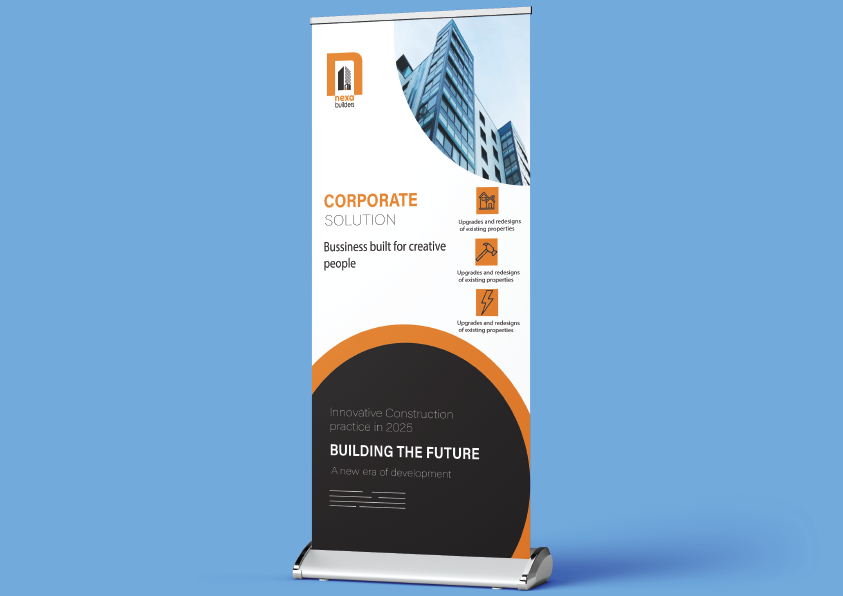 nexa
builders
CORPORATE
SOLUTION
Bussiness built for creative
people
Upgrades and redesigns
of existing properties
Upgrades and redesigns
of existing properties
Upgrades and redesigns
of existing properties
Innovative Construction
practice in 2025
BUILDING THE FUTURE
A new era of development